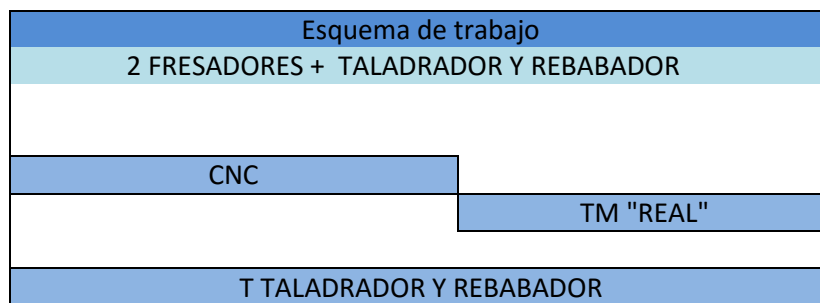 Esquema de trabajo
2 FRESADORES + TALADRADOR Y REBABADOR
CNC
TM "REAL"
T TALADRADOR Y REBABADOR